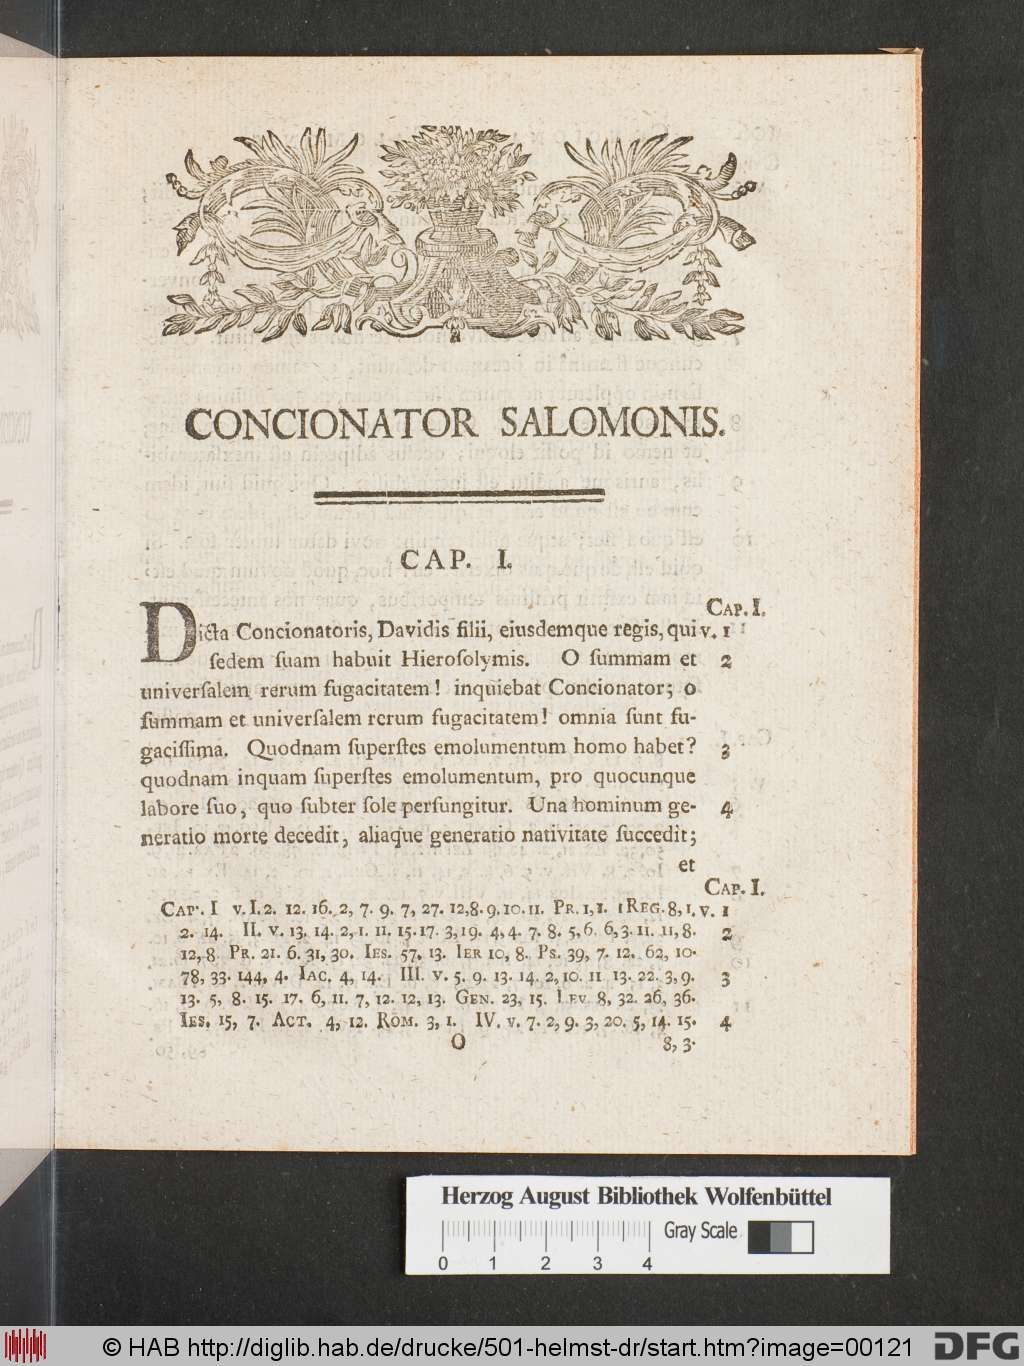 CONCIONATOR SALOMONIS.
CAP. I.
CAP. I.
Dicta Concionatoris, Davidis filii, eiusdemque regis, qui v. 1
ſedem ſuam habuit Hieroſolymis. O ſummam et 2
univerſalem rerum fugacitatem! inquiebat Concionator; o
ſummam et univerſalem rerum fugacitatem! omnia ſunt fu-
gaciſſima. Quodnam ſuperſtes emolumentum homo habet? 3
quodnam inquam ſuperſtes emolumentum, pro quocunque
labore ſuo, quo ſubter ſole perfungitur. Una hominum ge- 4
neratio morte decedit, aliaque generatio nativitate ſuccedit;
et
CAP. I.
CAP. I v. I. 2. 12. 16. 2, 7. 9. 7, 27. 12,8. 9. 10. 11. PR. 1, 1. 1 REG. 8, 1. v. 1
2. 14. II. v. 13. 14. 2, 1. 11. 15. 17. 3, 19. 4, 4. 7. 8. 5, 6. 6, 3. 11. 11, 8. 2
12, 8. PR. 21. 6. 31, 30. IES. 57, 13. IER 10, 8. PS. 39, 7. 12. 62, 10.
78, 33. 144, 4. IAC. 4, 14. III. v. 5. 9. 13. 14. 2, 10. 11. 13. 22. 3, 9. 3
13. 5, 8. 15. 17. 6, 11. 7, 12. 12, 13. GEN. 23, 15. LEV. 8, 32. 26, 36.
IES. 15, 7. ACT. 4, 12. ROM. 3, 1. IV. v. 7. 2, 9. 3, 20. 5, 14. 15. 4
O 8, 3.
Herzog August Bibliothek Wolfenbüttel
Gray Scale
0 1 2 3 4
© HAB http://diglib.hab.de/drucke/501-helmst-dr/start.htm?image=00121 DFG